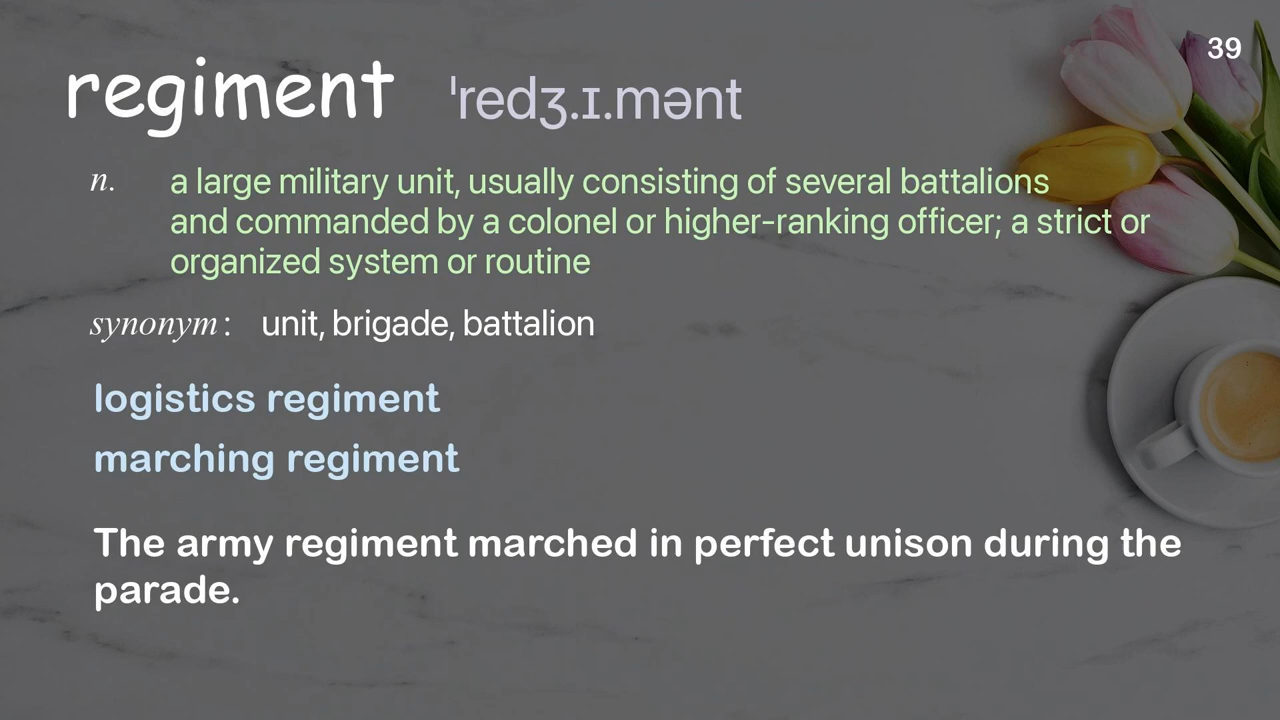 39
regiment ˈredʒ.ɪ.mənt
n. a large military unit, usually consisting of several battalions
and commanded by a colonel or higher-ranking officer; a strict or
organized system or routine
synonym: unit, brigade, battalion
logistics regiment
marching regiment
The army regiment marched in perfect unison during the
parade.